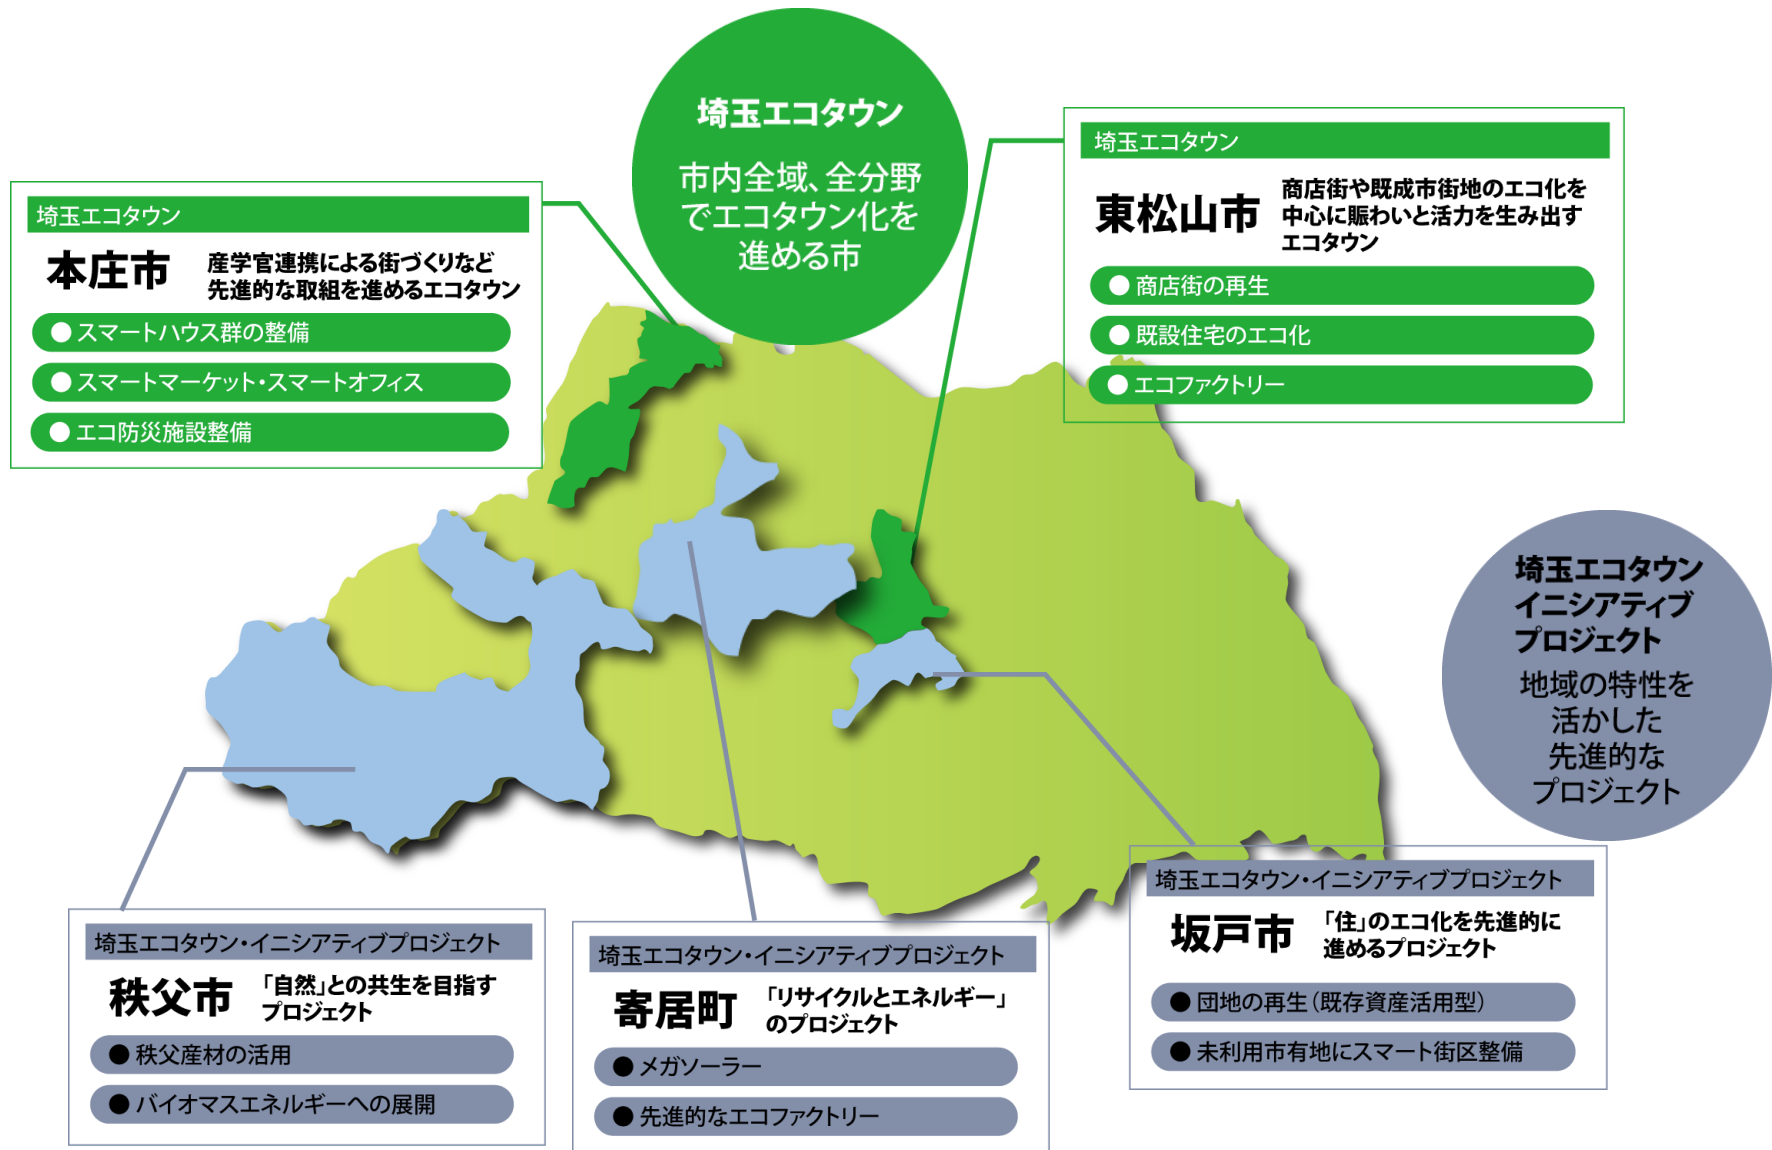 埼玉エコタウン
市内全域、全分野
でエコタウン化を
進める市
埼玉エコタウン
本庄市
産学官連携による街づくりなど
先進的な取組を進めるエコタウン
●スマートハウス群の整備
●スマートマーケット・スマートオフィス
●エコ防災施設整備
埼玉エコタウン
東松山市
商店街や既成市街地のエコ化を
中心に賑わいと活力を生み出す
エコタウン
●商店街の再生
●既設住宅のエコ化
●エコファクトリー
埼玉エコタウン
イニシアティブ
プロジェクト
地域の特性を
活かした
先進的な
プロジェクト
埼玉エコタウン・イニシアティブプロジェクト
秩父市
「自然」との共生を目指す
プロジェクト
●秩父産材の活用
●バイオマスエネルギーへの展開
埼玉エコタウン・イニシアティブプロジェクト
寄居町
「リサイクルとエネルギー」
のプロジェクト
●メガソーラー
●先進的なエコファクトリー
埼玉エコタウン・イニシアティブプロジェクト
坂戸市
「住」のエコ化を先進的に
進めるプロジェクト
●団地の再生（既存資産活用型）
●未利用市有地にスマート街区整備